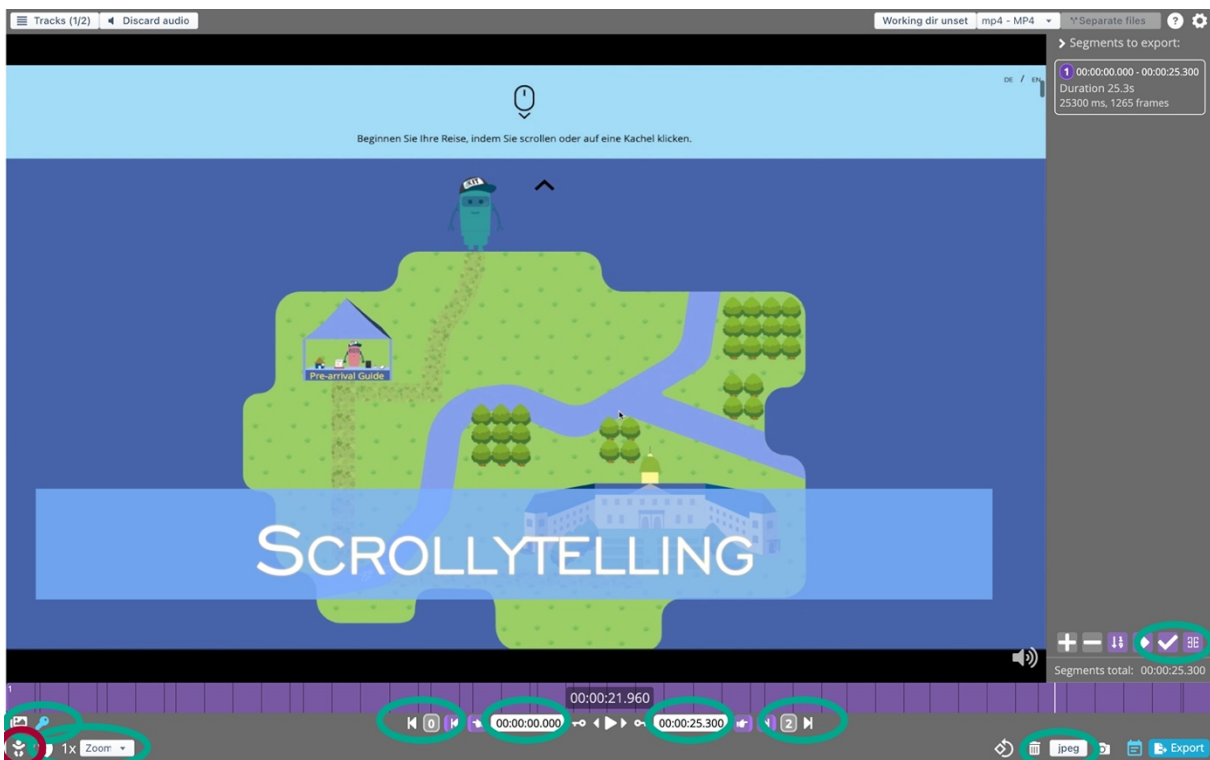 Tracks (1/2) Discard audio Working dir unset mp4 - MP4 Separate files ?
Segments to export:
1 00:00:00.000 - 00:00:25.300
Duration 25.3s
25300 ms, 1265 frames
DE / EN
Beginnen Sie Ihre Reise, indem Sie scrollen oder auf eine Kachel klicken.
KIT
Pre-arrival Guide
SCROLLYTELLING
Segments total: 00:00:25.300
1
00:00:21.960
0 00:00:00.000 00:00:25.300 2
1x Zoom jpeg Export